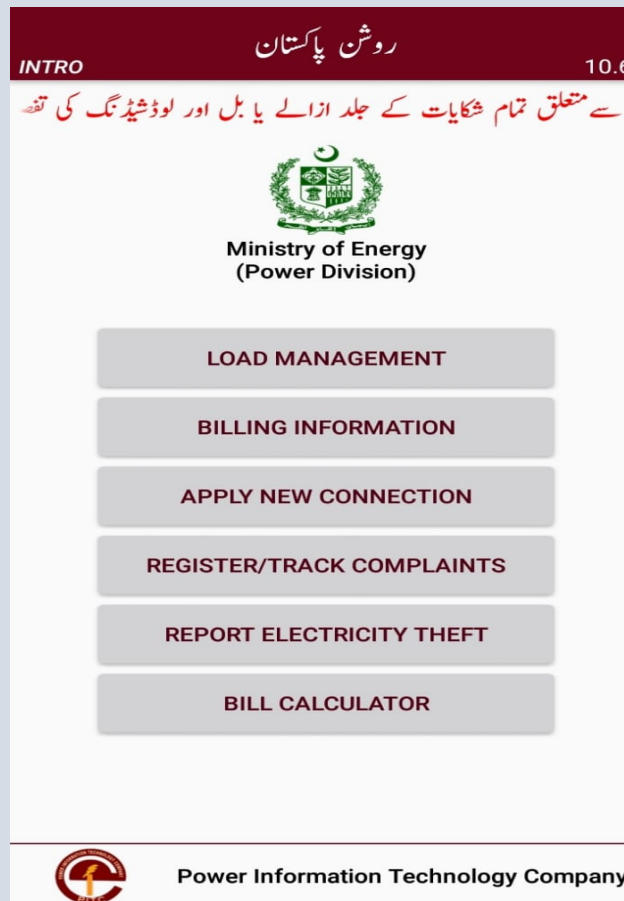 روشن پاکستان
INTRO
10.6
سے متعلق تمام شکایات کے جلد ازالے یا بل اور لوڈشیڈنگ کی
Ministry of Energy
(Power Division)
LOAD MANAGEMENT
BILLING INFORMATION
APPLY NEW CONNECTION
REGISTER/TRACK COMPLAINTS
REPORT ELECTRICITY THEFT
BILL CALCULATOR
Power Information Technology Company